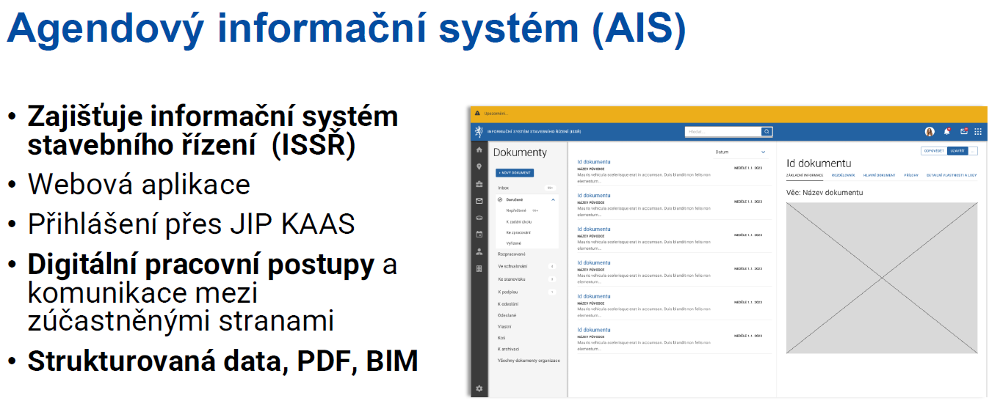 Agendový informační systém (AIS)
• Zajišťuje informační systém
stavebního řízení (ISSŘ)
• Webová aplikace
• Přihlášení přes JIP KAAS
• Digitální pracovní postupy a
komunikace mezi
zúčastněnými stranami
• Strukturovaná data, PDF, BIM
Upozornění...
INFORMAČNÍ SYSTÉM STAVEBNÍHO ŘÍZENÍ (ISSŘ)
Hledat...
Dokumenty
+ NOVÝ DOKUMENT
Inbox 99+
Doručené
Nepřečtené 99+
K zadání úkolu
Ke zpracování
Vyřízené
Rozpracované
Ve schvalování 4
Ke stanovisku 3
K podpisu 1
K odeslání
Odeslané
Vlastní
Koš
K archivaci
Všechny dokumenty organizace
Datum
Id dokumentu
NÁZEV PŮVODCE NEDĚLE 1.1. 2023
Mauris vehicula scelerisque erat in accumsan. Duis blandit non felis non
elementum...
Id dokumentu
NÁZEV PŮVODCE NEDĚLE 1.1. 2023
Mauris vehicula scelerisque erat in accumsan. Duis blandit non felis non
elementum...
Id dokumentu
NÁZEV PŮVODCE NEDĚLE 1.1. 2023
Mauris vehicula scelerisque erat in accumsan. Duis blandit non felis non
elementum...
Id dokumentu
NÁZEV PŮVODCE NEDĚLE 1.1. 2023
Mauris vehicula scelerisque erat in accumsan. Duis blandit non felis non
elementum...
Id dokumentu
NÁZEV PŮVODCE NEDĚLE 1.1. 2023
Mauris vehicula scelerisque erat in accumsan. Duis blandit non felis non
elementum...
Id dokumentu
NÁZEV PŮVODCE NEDĚLE 1.1. 2023
Mauris vehicula scelerisque erat in accumsan. Duis blandit non felis non
elementum...
ODPOVĚDĚT UZAVŘÍT ...
Id dokumentu
ZÁKLADNÍ INFORMACE ROZDĚLOVNÍK HLAVNÍ DOKUMENT PŘÍLOHY DETAILNÍ VLASTNOSTI A LOGY
Věc: Název dokumentu